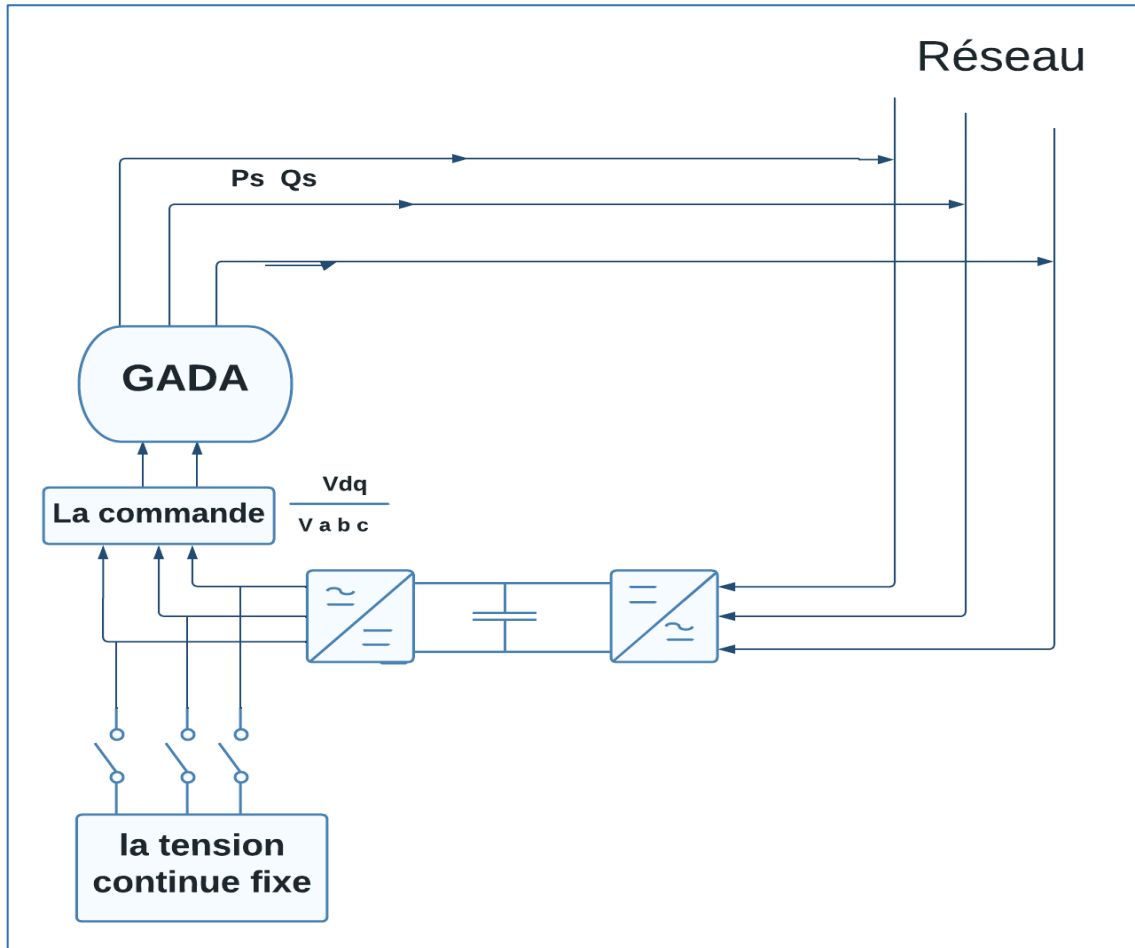 Réseau
Ps Qs
GADA
La commande
Vdq
V a b c
la tension
continue fixe